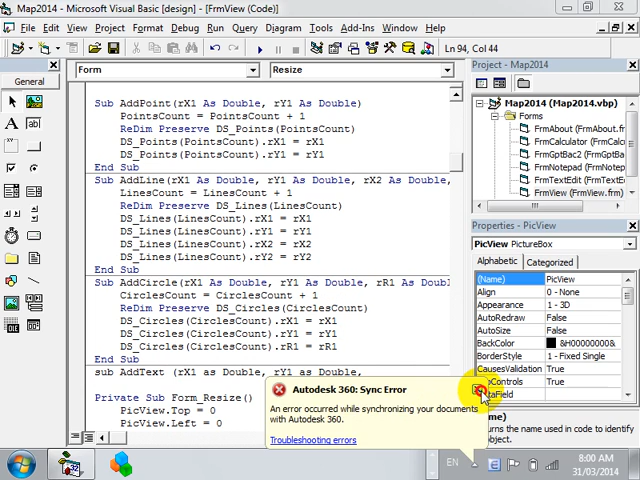 Map2014 - Microsoft Visual Basic [design] - [FrmView (Code)]
File Edit View Project Format Debug Run Query Diagram Tools Add-Ins Window Help
Ln 94, Col 44
General
Form
Resize
Sub AddPoint(rX1 As Double, rY1 As Double)
PointsCount = PointsCount + 1
ReDim Preserve DS_Points(PointsCount)
DS_Points(PointsCount).rX1 = rX1
DS_Points(PointsCount).rY1 = rY1
End Sub
Sub AddLine(rX1 As Double, rY1 As Double, rX2 As Double,
LinesCount = LinesCount + 1
ReDim Preserve DS_Lines(LinesCount)
DS_Lines(LinesCount).rX1 = rX1
DS_Lines(LinesCount).rY1 = rY1
DS_Lines(LinesCount).rX2 = rX2
DS_Lines(LinesCount).rY2 = rY2
End Sub
Sub AddCircle(rX1 As Double, rY1 As Double, rR1 As Double
CirclesCount = CirclesCount + 1
ReDim Preserve DS_Circles(CirclesCount)
DS_Circles(CirclesCount).rX1 = rX1
DS_Circles(CirclesCount).rY1 = rY1
DS_Circles(CirclesCount).rR1 = rR1
End Sub
sub AddText (rX1 as Double, rY1 as Double,
Private Sub Form_Resize()
PicView.Top = 0
PicView.Left = 0
Project - Map2014
Map2014 (Map2014.vbp)
Forms
FrmAbout (FrmAbout.fr
FrmCalculator (FrmCalc
FrmGptBac2 (FrmGptBac
FrmNotepad (FrmNotep
FrmTextEdit (FrmTextEd
FrmView (FrmView.frm)
Properties - PicView
PicView PictureBox
Alphabetic Categorized
(Name) PicView
Align 0 - None
Appearance 1 - 3D
AutoRedraw False
AutoSize False
BackColor &H00000000&
BorderStyle 1 - Fixed Single
CausesValidation True
True
urns the name used in code to identify
object.
Autodesk 360: Sync Error
An error occurred while synchronizing your documents
with Autodesk 360.
Troubleshooting errors
EN
8:00 AM
31/03/2014